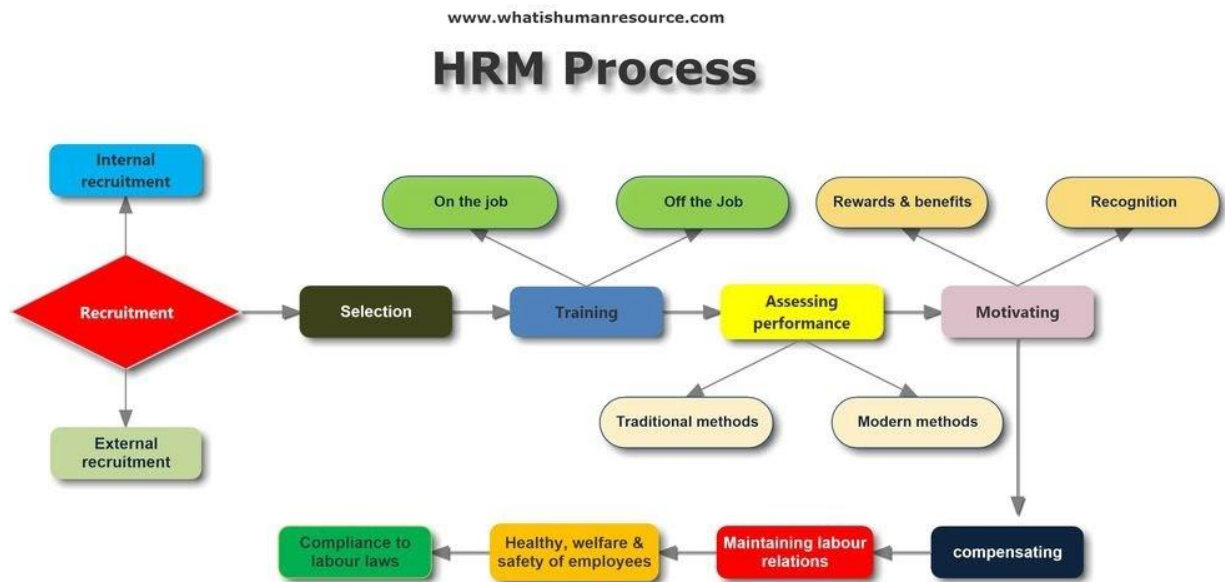 www.whatishumanresource.com
HRM Process
Internal
recruitment
On the job
Off the Job
Rewards & benefits
Recognition
Recruitment
Selection
Training
Assessing
performance
Motivating
Traditional methods
Modern methods
External
recruitment
Compliance to
labour laws
Healthy, welfare &
safety of employees
Maintaining labour
relations
compensating